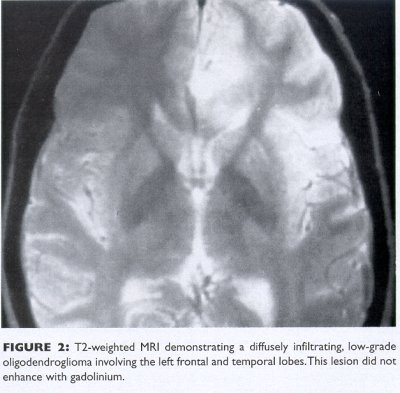 FIGURE 2: T2-weighted MRI demonstrating a diffusely infiltrating, low-grade
oligodendroglioma involving the left frontal and temporal lobes.This lesion did not
enhance with gadolinium.